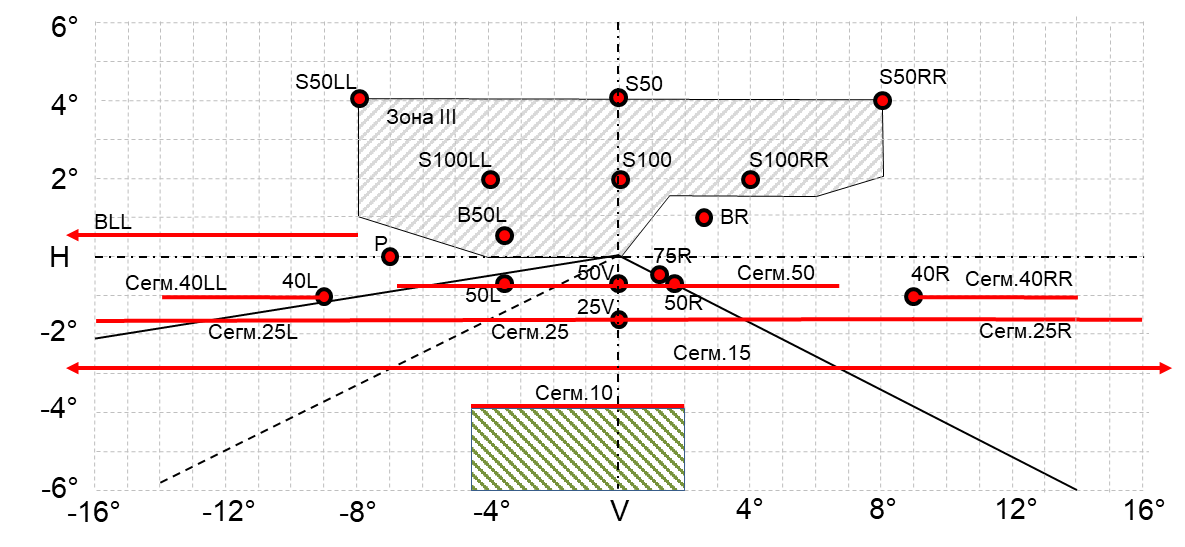 6°
S50LL
S50
S50RR
4°
Зона III
S100LL
S100
S100RR
2°
B50L
BR
BLL
P
75R
H
50V
Сегм.50
40R
Сегм.40RR
Сегм.40LL
40L
50L
50R
25V
-2°
Сегм.25L
Сегм.25
Сегм.25R
Сегм.15
Сегм.10
-4°
-6°
-16°
-12°
-8°
-4°
V
4°
8°
12°
16°